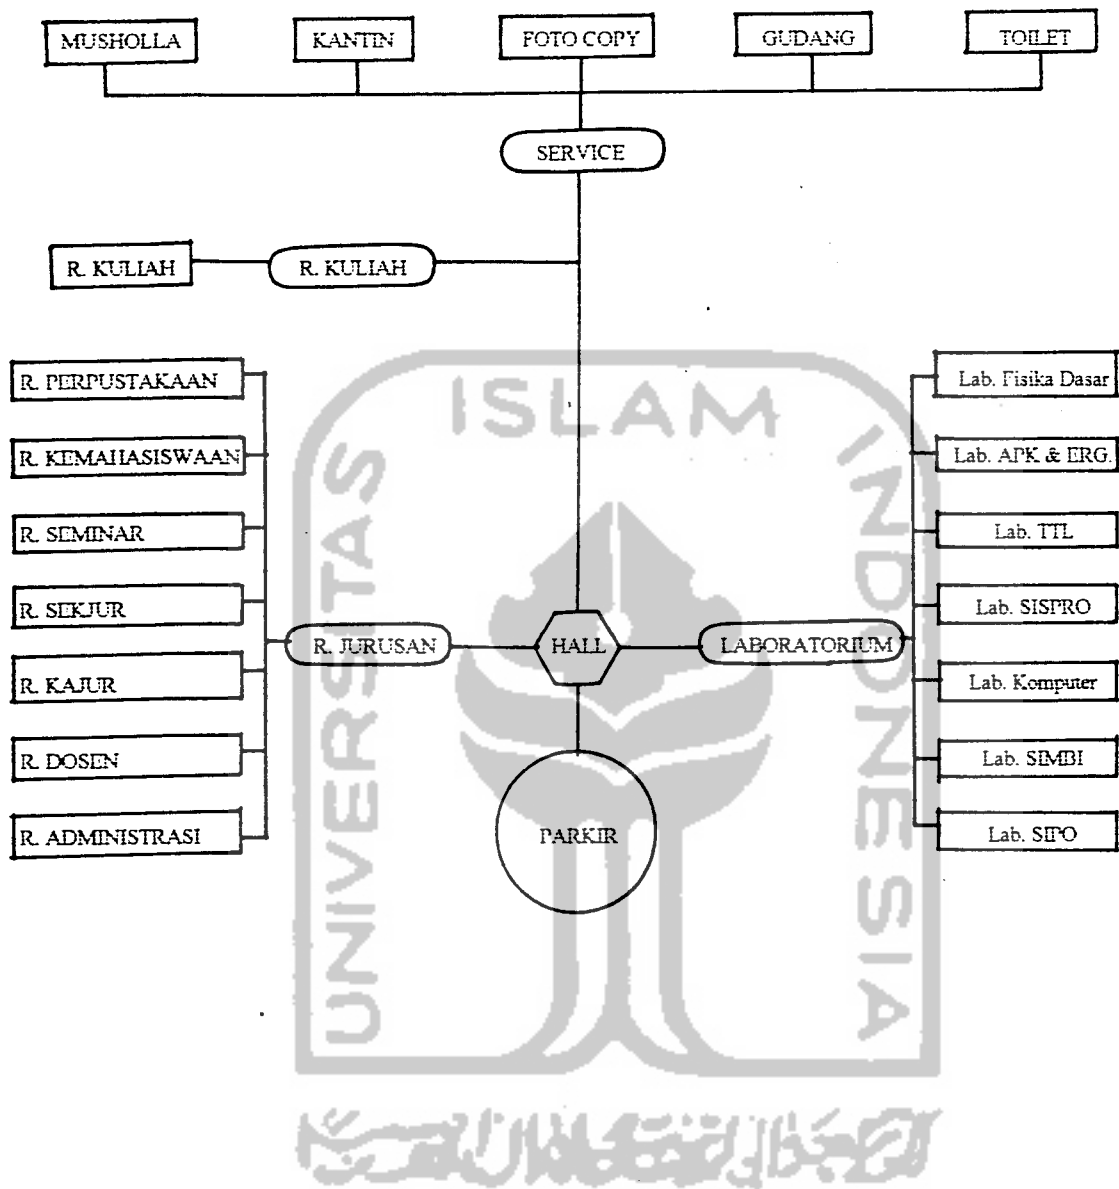 MUSHOLLA
KANTIN
FOTO COPY
GUDANG
TOILET
SERVICE
R. KULIAH
R. KULIAH
R. PERPUSTAKAAN
R. KEMAHASISWAAN
R. SEMINAR
R. SEKJUR
R. KAJUR
R. DOSEN
R. ADMINISTRASI
R. JURUSAN
HALL
LABORATORIUM
PARKIR
Lab. Fisika Dasar
Lab. APK & ERG.
Lab. TTL
Lab. SISPRO
Lab. Komputer
Lab. SIMBI
Lab. SIPO
UNIVERSITAS
ISLAM
INDONESIA